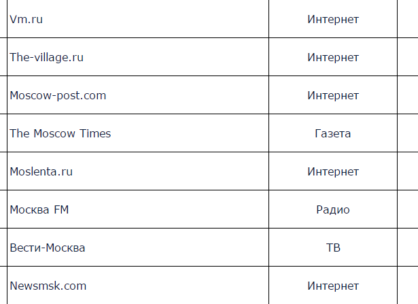 Vm.ru Интернет
The-village.ru Интернет
Moscow-post.com Интернет
The Moscow Times Газета
Moslenta.ru Интернет
Москва FM Радио
Вести-Москва ТВ
Newsmsk.com Интернет